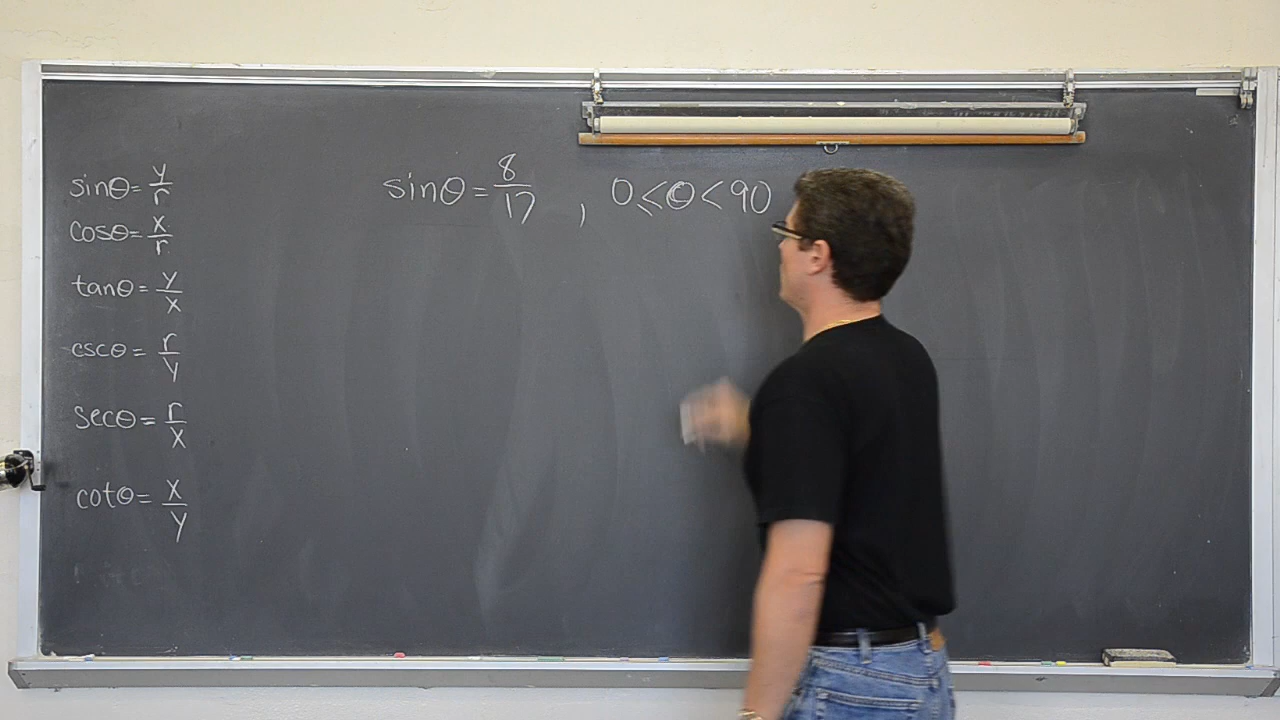 sinθ = y/r
cosθ = x/r
tanθ = y/x
cscθ = r/y
secθ = r/x
cotθ = x/y
sinθ = 8/17 , 0 < θ < 90